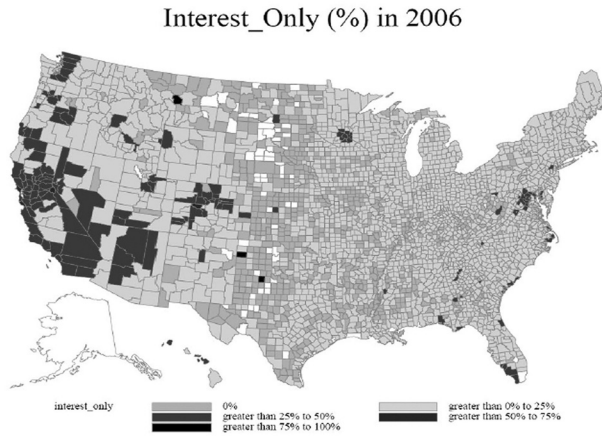 Interest_Only (%) in 2006
interest_only
0%
greater than 0% to 25%
greater than 25% to 50%
greater than 50% to 75%
greater than 75% to 100%